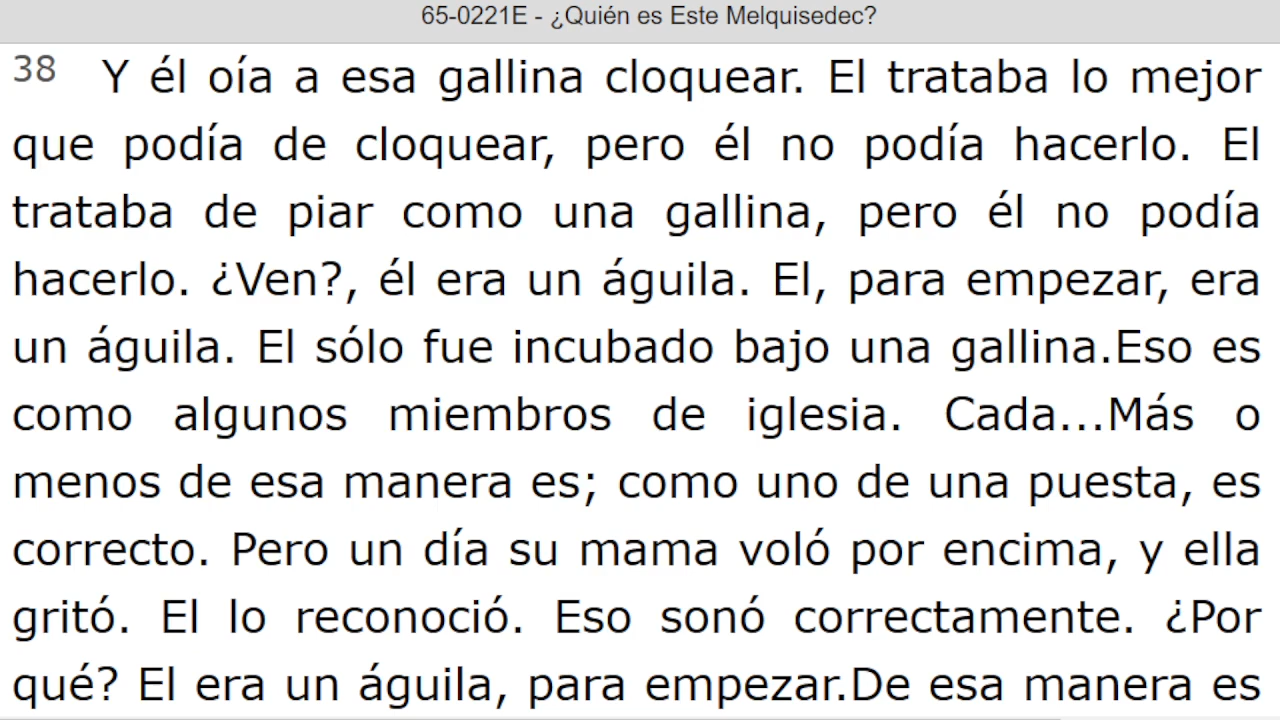 65-0221E - ¿Quién es Este Melquisedec?
38 Y él oía a esa gallina cloquear. El trataba lo mejor
que podía de cloquear, pero él no podía hacerlo. El
trataba de piar como una gallina, pero él no podía
hacerlo. ¿Ven?, él era un águila. El, para empezar, era
un águila. El sólo fue incubado bajo una gallina.Eso es
como algunos miembros de iglesia. Cada...Más o
menos de esa manera es; como uno de una puesta, es
correcto. Pero un día su mama voló por encima, y ella
gritó. El lo reconoció. Eso sonó correctamente. ¿Por
qué? El era un águila, para empezar.De esa manera es